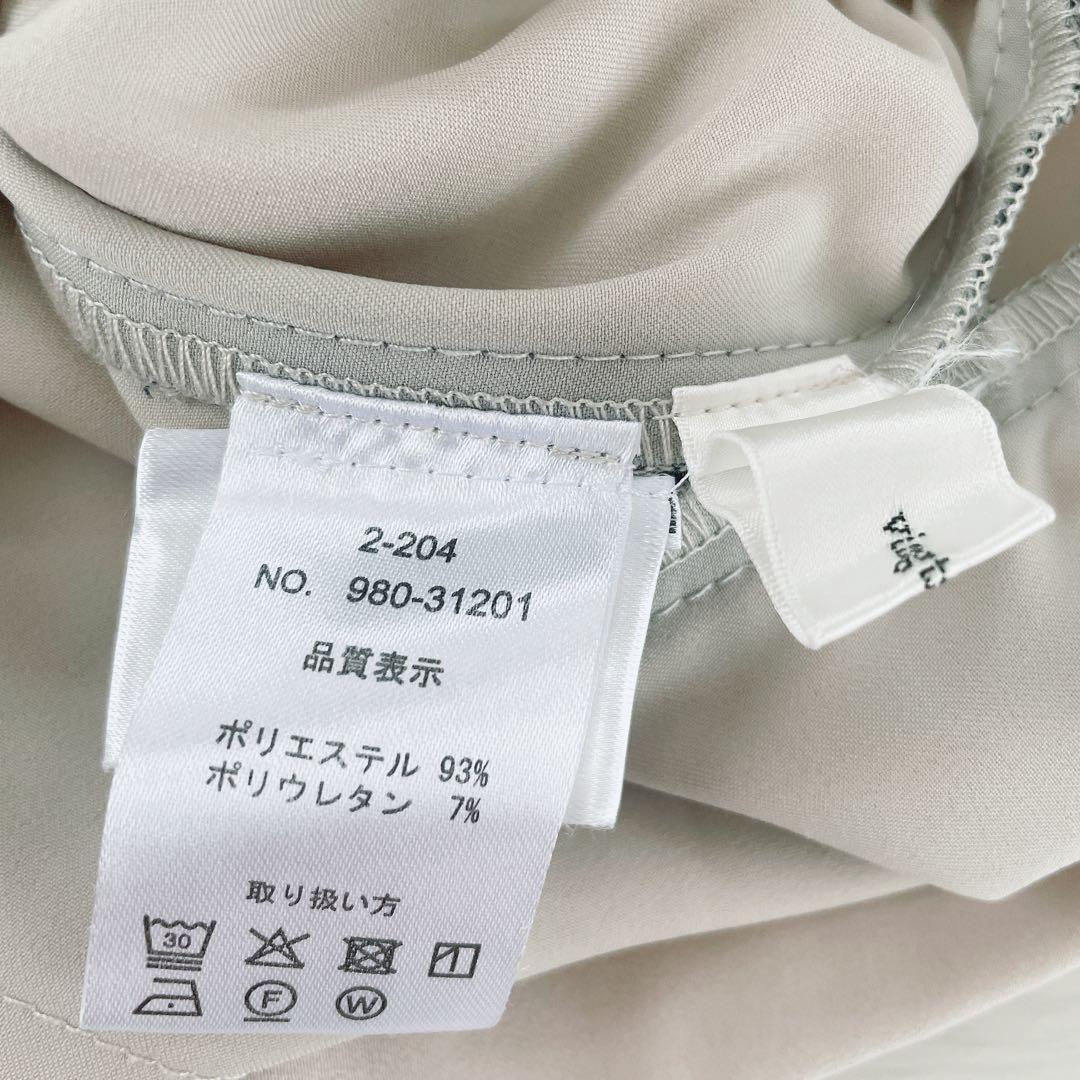 2-204
NO. 980-31201
品質表示
ポリエステル 93%
ポリウレタン 7%
取り扱い方
30
F
W